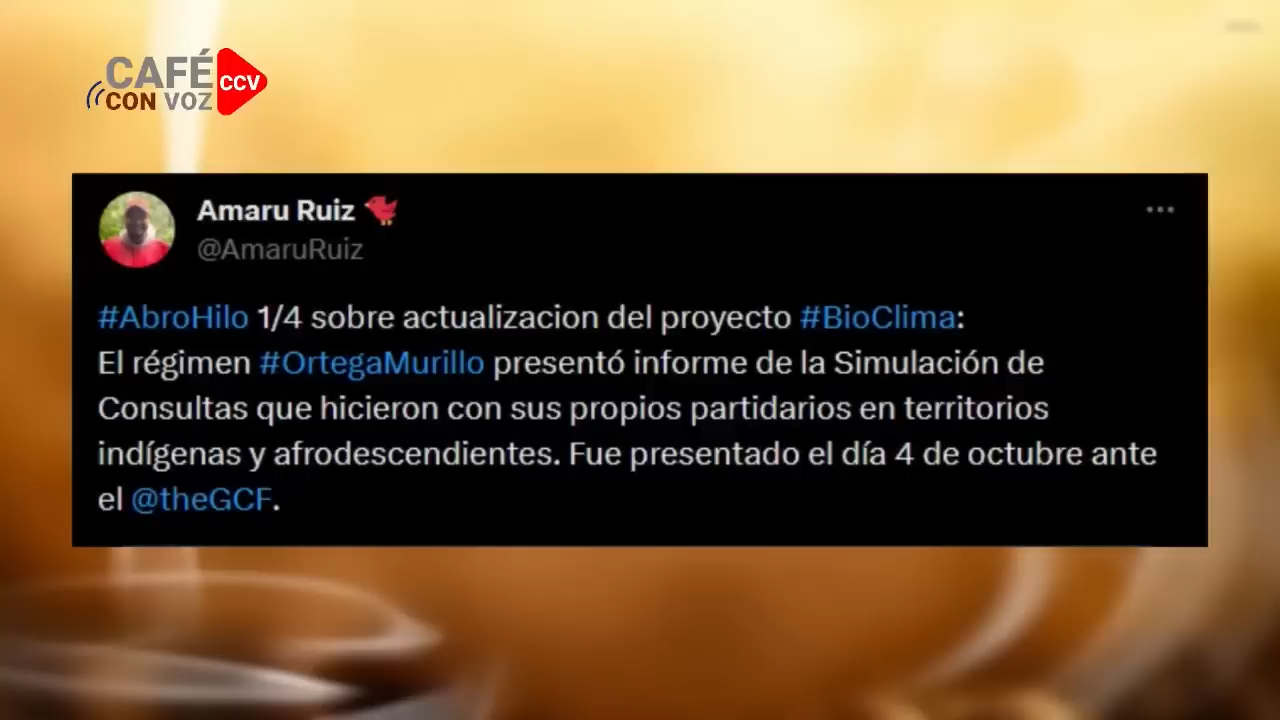 CAFÉ
CON VOZ
CCV
Amaru Ruiz
@AmaruRuiz
#AbroHilo 1/4 sobre actualizacion del proyecto #BioClima:
El régimen #OrtegaMurillo presentó informe de la Simulación de
Consultas que hicieron con sus propios partidarios en territorios
indígenas y afrodescendientes. Fue presentado el día 4 de octubre ante
el @theGCF.